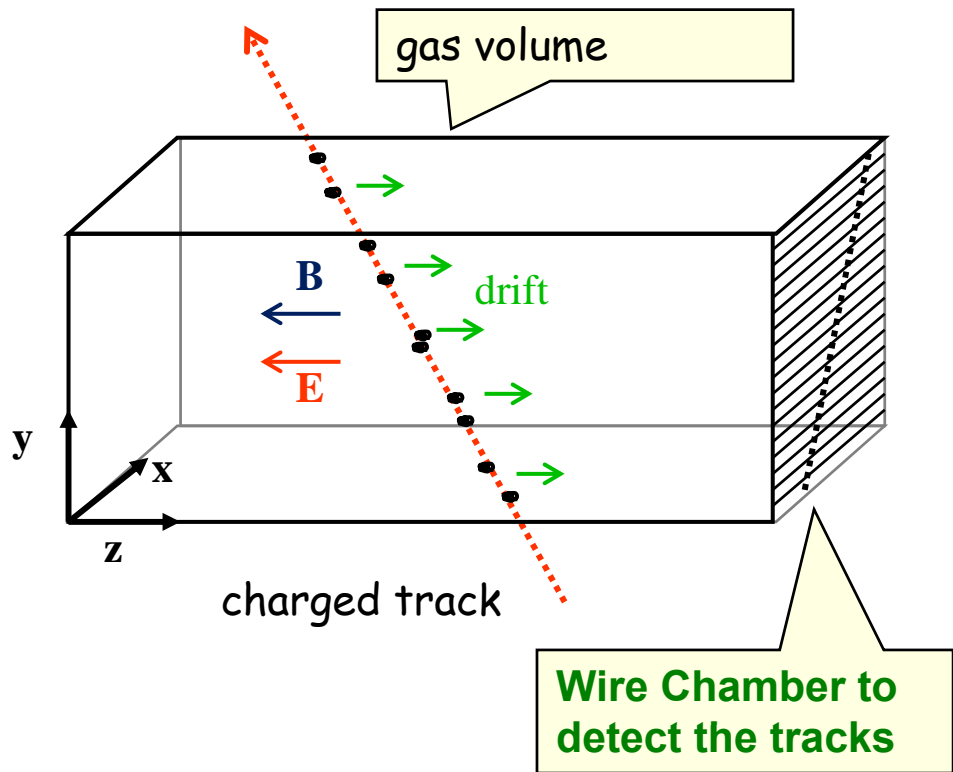 gas volume
B
drift
E
y
x
z
charged track
Wire Chamber to
detect the tracks